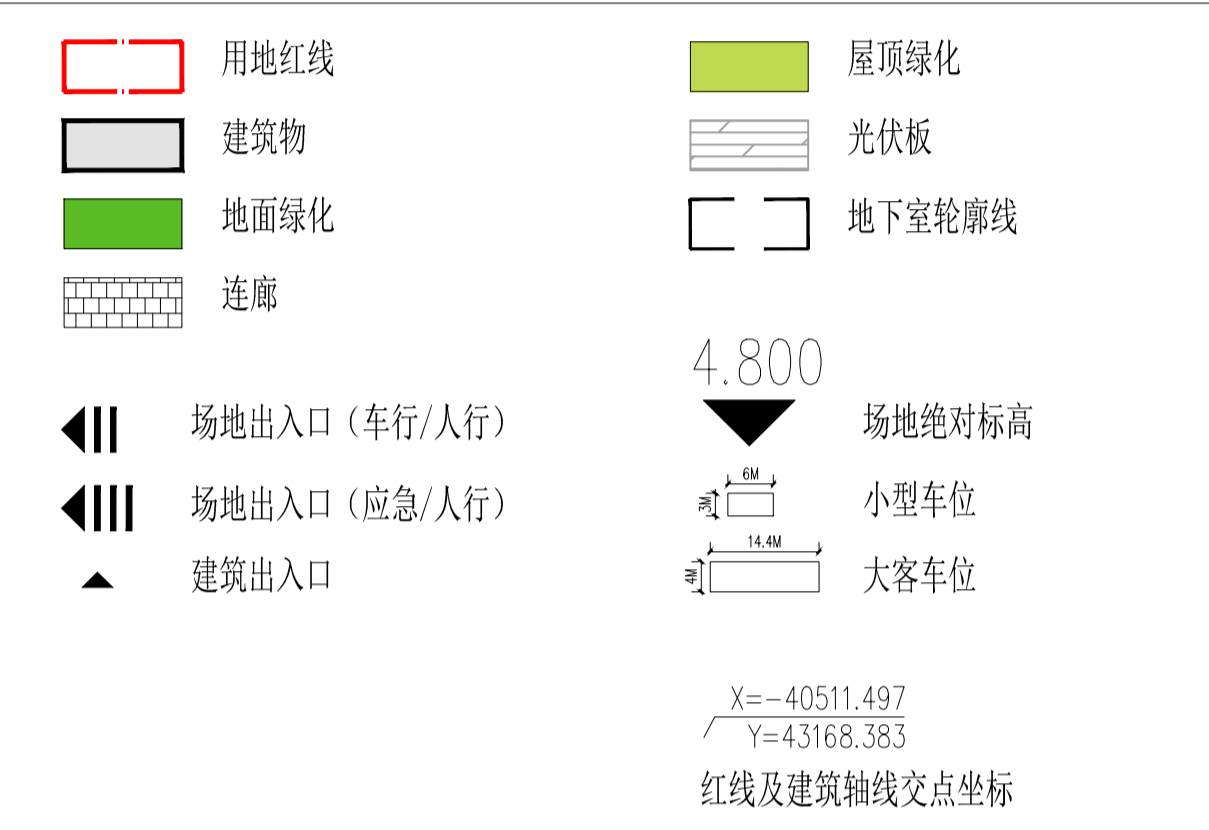 用地红线
屋顶绿化
建筑物
光伏板
地面绿化
地下室轮廓线
连廊
4.800
场地出入口（车行/人行）
场地绝对标高
6M
3M
场地出入口（应急/人行）
小型车位
14.4M
4M
建筑出入口
大客车位
X=-40511.497
Y=43168.383
红线及建筑轴线交点坐标